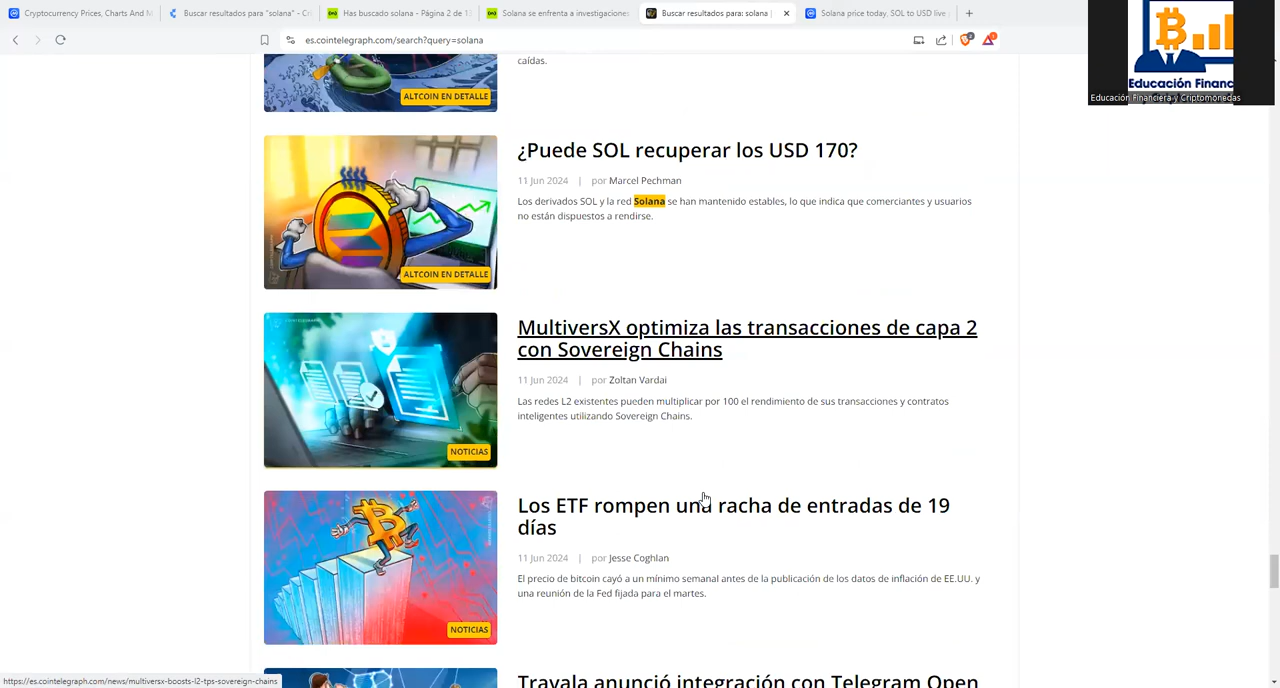 Cryptocurrency Prices, Charts And M
Buscar resultados para "solana" - Cri
Has buscado solana - Página 2 de 13
Solana se enfrenta a investigaciones
Buscar resultados para: solana |
Solana price today, SOL to USD live
es.cointelegraph.com/search?query=solana
Educación Financ
Educación Financiera y Criptomonedas
caídas.
ALTCOIN EN DETALLE
¿Puede SOL recuperar los USD 170?
11 Jun 2024 | por Marcel Pechman
Los derivados SOL y la red Solana se han mantenido estables, lo que indica que comerciantes y usuarios
no están dispuestos a rendirse.
ALTCOIN EN DETALLE
MultiversX optimiza las transacciones de capa 2
con Sovereign Chains
11 Jun 2024 | por Zoltan Vardai
Las redes L2 existentes pueden multiplicar por 100 el rendimiento de sus transacciones y contratos
inteligentes utilizando Sovereign Chains.
NOTICIAS
Los ETF rompen una racha de entradas de 19
días
11 Jun 2024 | por Jesse Coghlan
El precio de bitcoin cayó a un mínimo semanal antes de la publicación de los datos de inflación de EE.UU. y
una reunión de la Fed fijada para el martes.
NOTICIAS
Travala anunció integración con Telegram Open
https://es.cointelegraph.com/news/multiversx-boosts-l2-tps-sovereign-chains